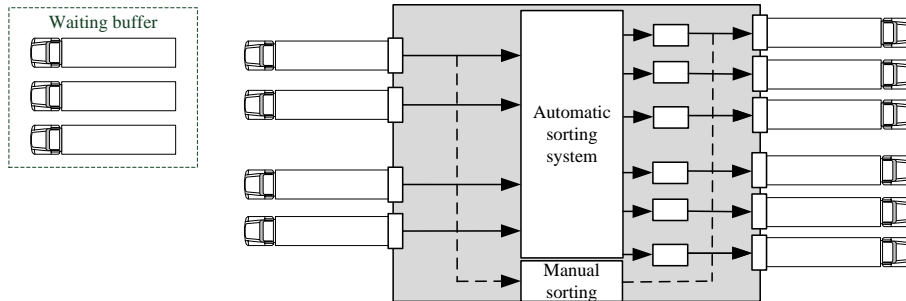 Waiting buffer
Automatic
sorting
system
Manual
sorting